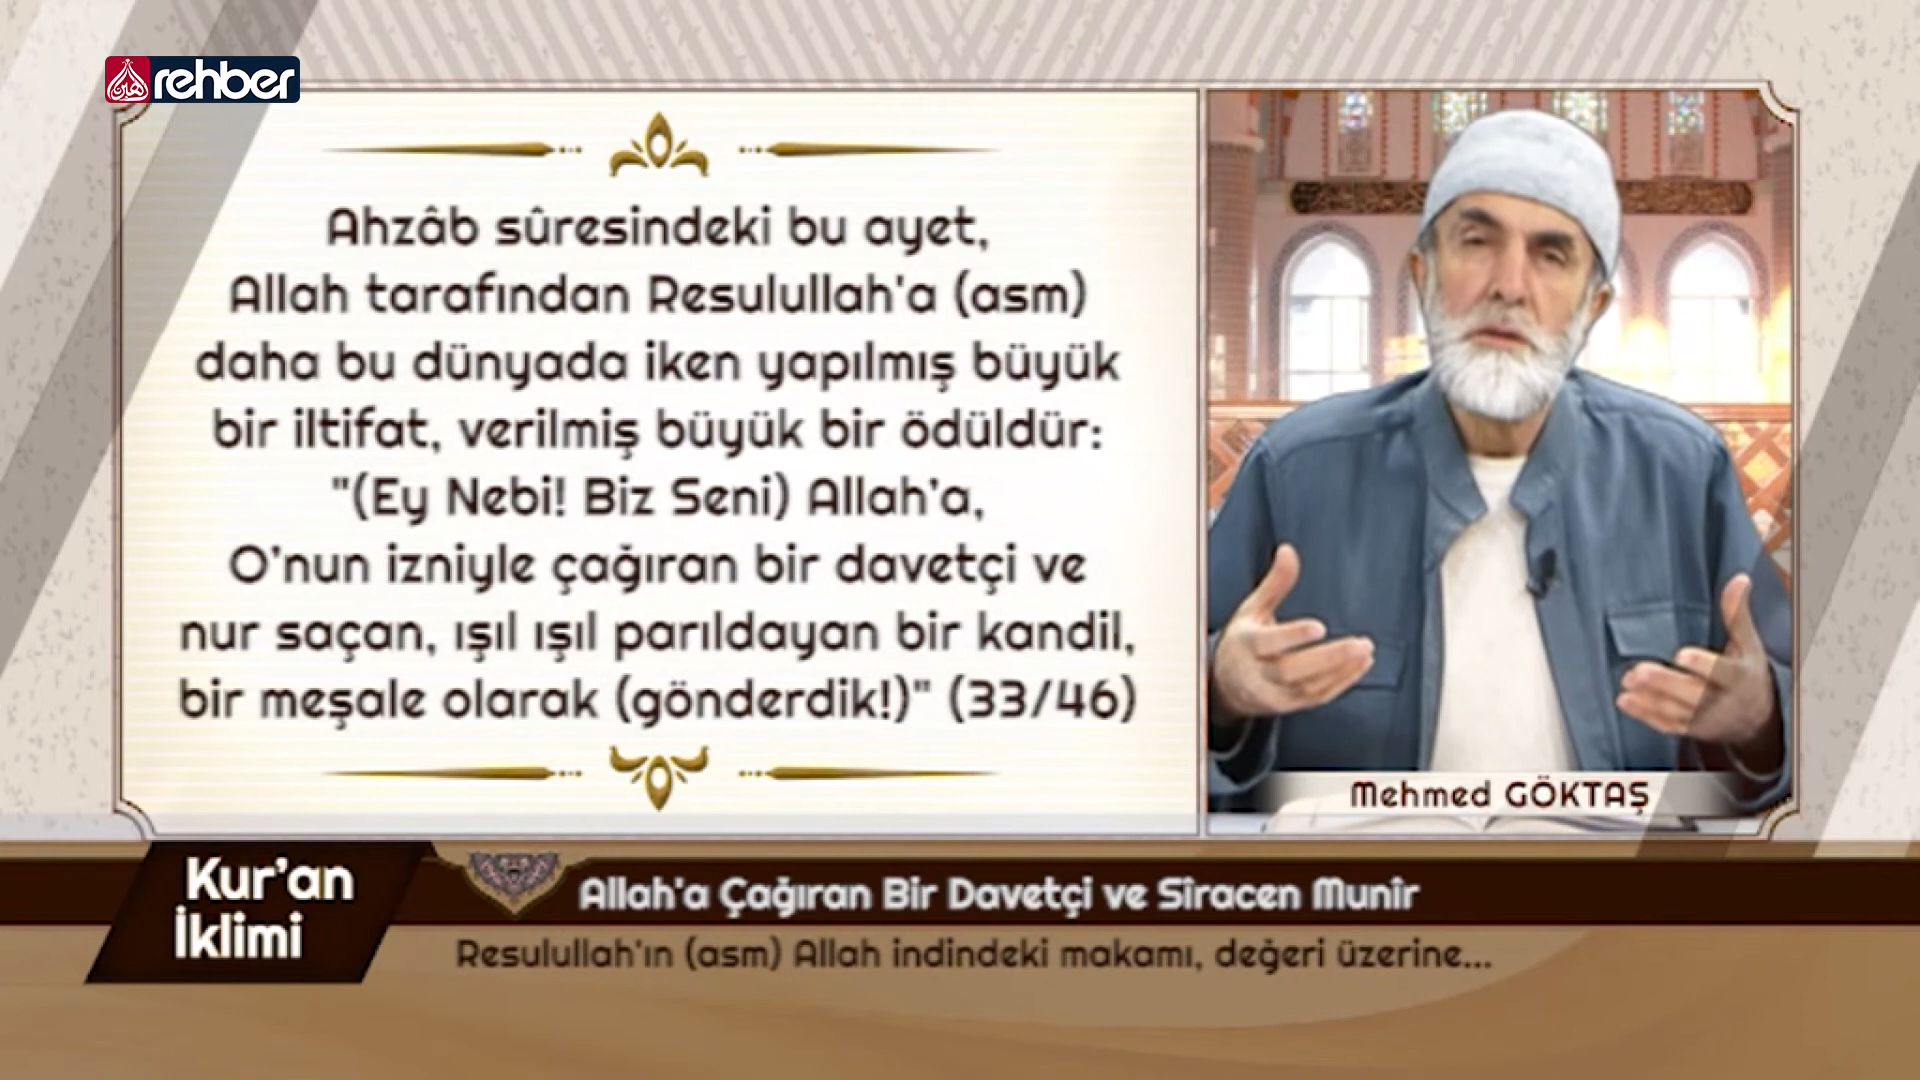 rehber
Ahzâb sûresindeki bu ayet,
Allah tarafından Resulullah'a (asm)
daha bu dünyada iken yapılmış büyük
bir iltifat, verilmiş büyük bir ödüldür:
"(Ey Nebi! Biz Seni) Allah'a,
O'nun izniyle çağıran bir davetçi ve
nur saçan, ışıl ışıl parıldayan bir kandil,
bir meşale olarak (gönderdik!)" (33/46)
Mehmed GÖKTAŞ
Kur'an
İklimi
Allah'a Çağıran Bir Davetçi ve Sîracen Munîr
Resulullah'ın (asm) Allah indindeki makamı, değeri üzerine...